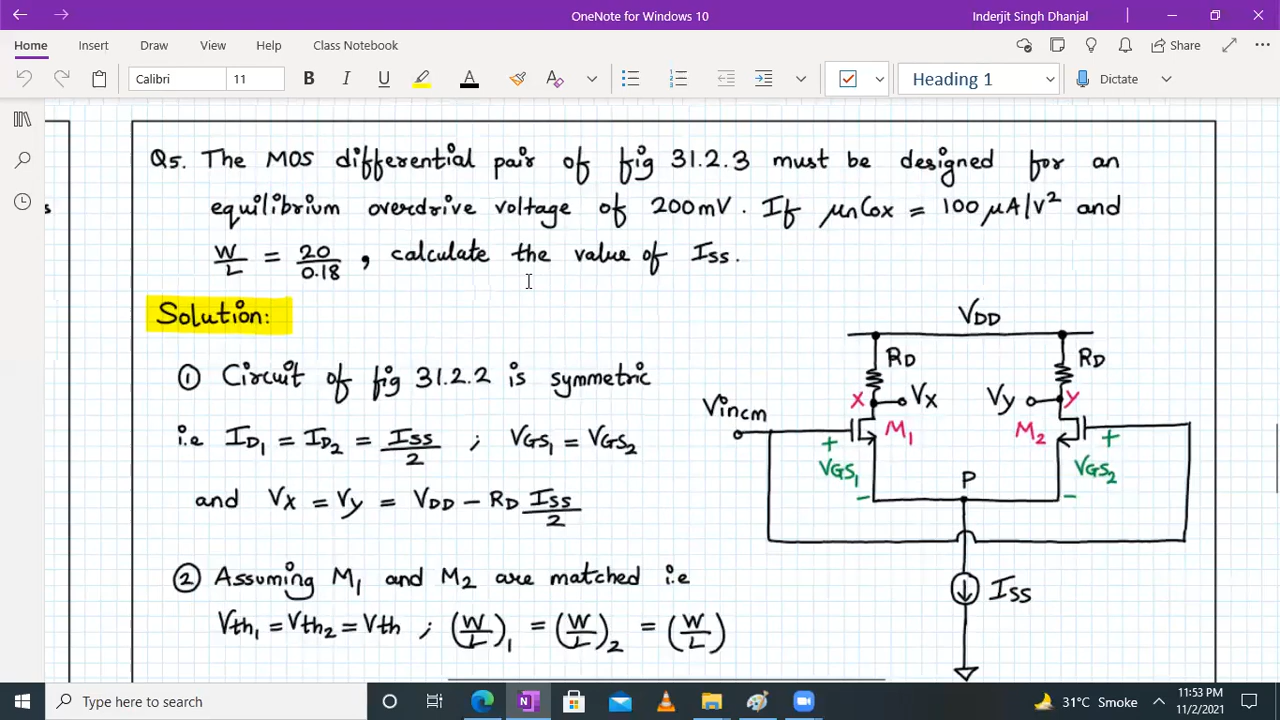 OneNote for Windows 10
Inderjit Singh Dhanjal
Home Insert Draw View Help Class Notebook
Share
Calibri 11 B I U A A Heading 1 Dictate
Q5. The MOS differential pair of fig 31.2.3 must be designed for an
equilibrium overdrive voltage of 200mV. If μnCox = 100 μA/V² and
s
W/L = 20/0.18 , calculate the value of ISS.
Solution:
① Circuit of fig 31.2.2 is symmetric
i.e ID1 = ID2 = ISS/2 ; VGS1 = VGS2
and VX = VY = VDD - RD ISS/2
② Assuming M1 and M2 are matched i.e
Vth1 = Vth2 = Vth ; (W/L)1 = (W/L)2 = (W/L)
VDD
RD RD
X VX VY Y
Vincm
M1 M2
+ +
VGS1 VGS2
- -
P
ISS
Type here to search
31°C Smoke
11:53 PM
11/2/2021